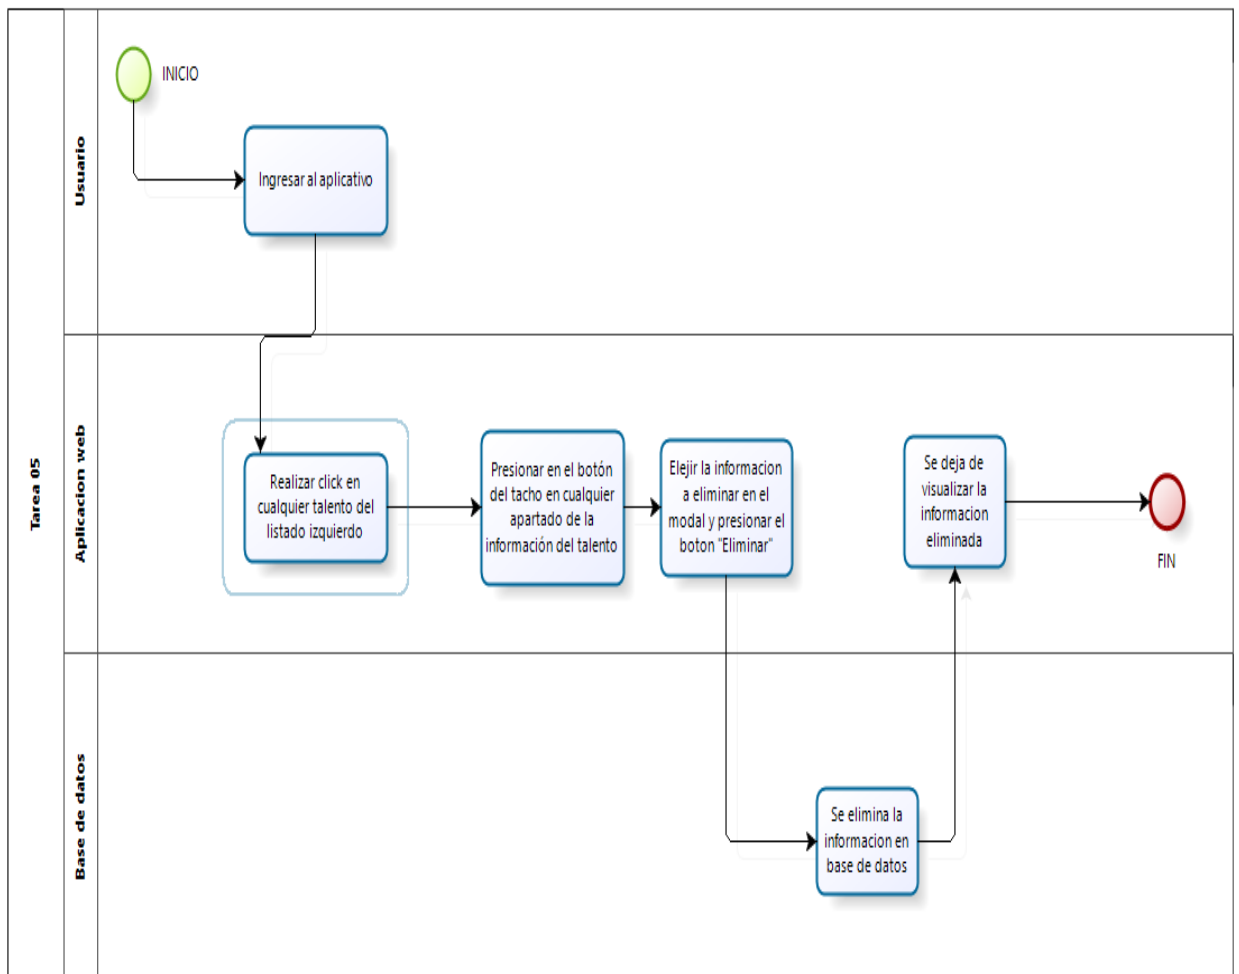 Tarea 05
Usuario
INICIO
Ingresar al aplicativo
Aplicacion web
Realizar click en
cualquier talento del
listado izquierdo
Presionar en el botón
del tacho en cualquier
apartado de la
información del talento
Elejir la informacion
a eliminar en el
modal y presionar el
boton "Eliminar"
Se deja de
visualizar la
informacion
eliminada
FIN
Base de datos
Se elimina la
informacion en
base de datos